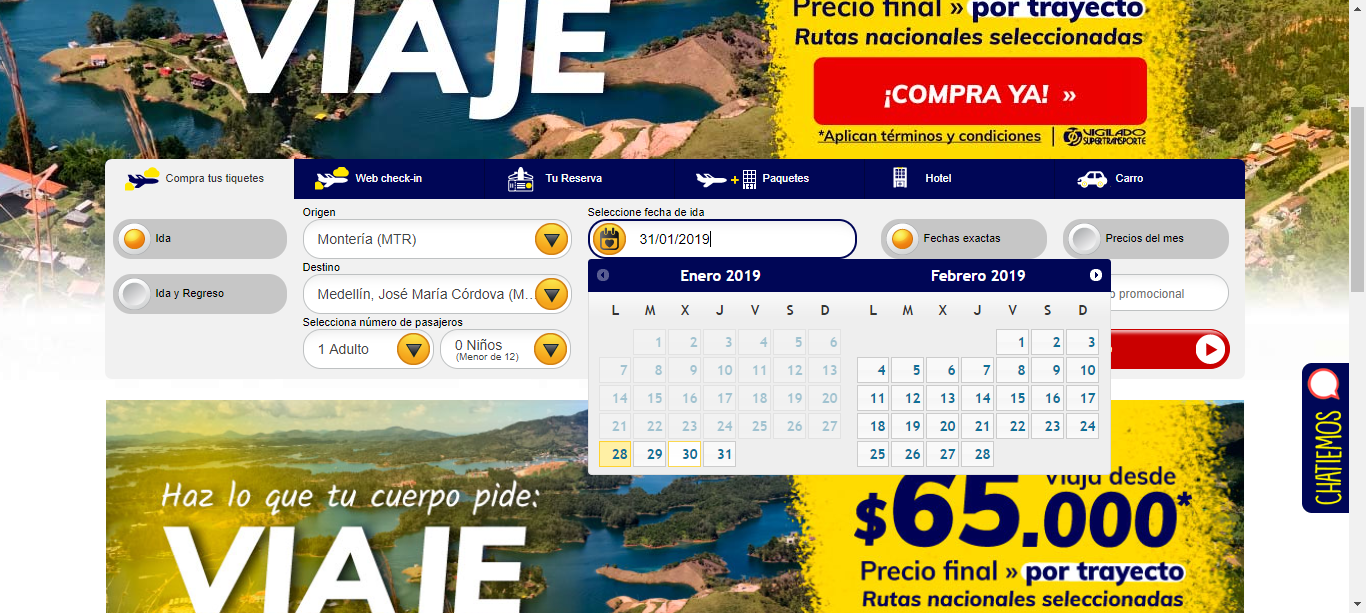 VIAJE
Precio final » por trayecto
Rutas nacionales seleccionadas
¡COMPRA YA! »
*Aplican términos y condiciones | VIGILADO
SUPERTRANSPORTE
Compra tus tiquetes
Web check-in
Tu Reserva
Paquetes
Hotel
Carro
Ida
Ida y Regreso
Origen
Montería (MTR)
Destino
Medellín, José María Córdova (M...
Selecciona número de pasajeros
1 Adulto
0 Niños
(Menor de 12)
Seleccione fecha de ida
31/01/2019
Fechas exactas
Precios del mes
promocional
Enero 2019
L M X J V S D
1 2 3 4 5 6
7 8 9 10 11 12 13
14 15 16 17 18 19 20
21 22 23 24 25 26 27
28 29 30 31
Febrero 2019
L M X J V S D
1 2 3
4 5 6 7 8 9 10
11 12 13 14 15 16 17
18 19 20 21 22 23 24
25 26 27 28
CHATIEMOS
Haz lo que tu cuerpo pide:
VIAJE
Viaja desde
$65.000*
Precio final » por trayecto
Rutas nacionales seleccionadas